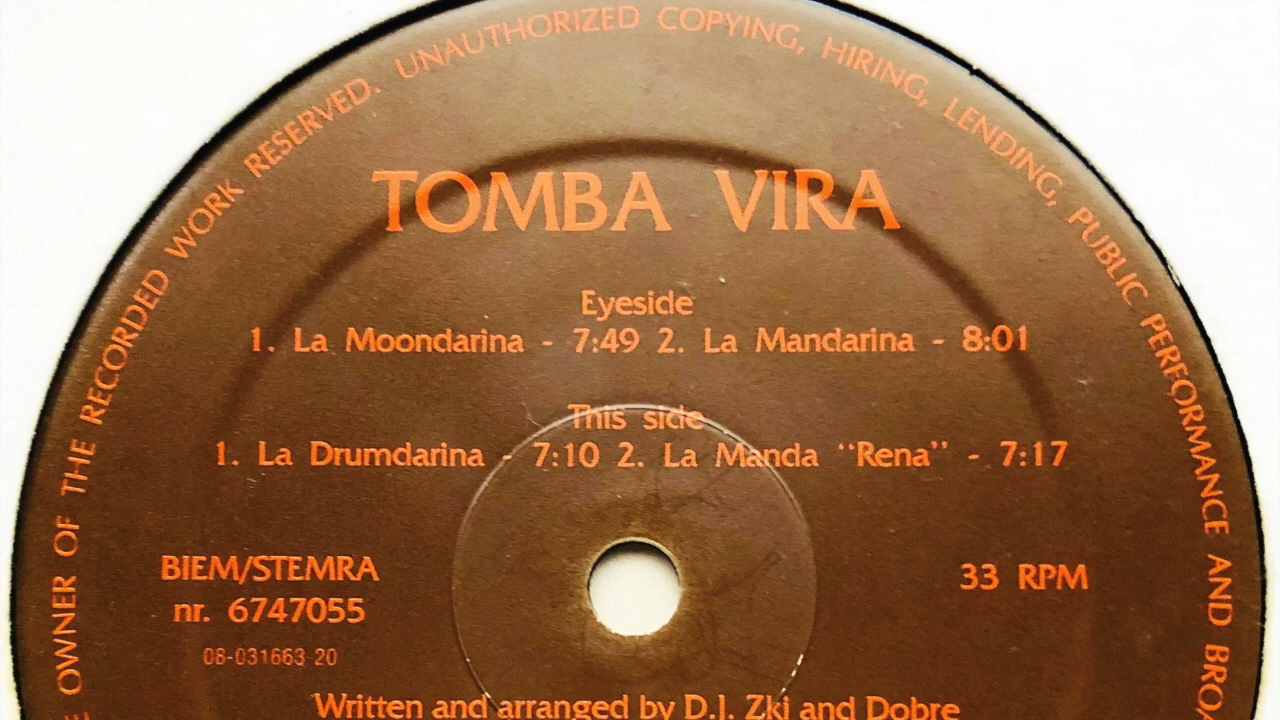 OWNER OF THE RECORDED WORK RESERVED. UNAUTHORIZED COPYING, HIRING, LENDING, PUBLIC PERFORMANCE AND BRO
TOMBA VIRA
Eyeside
1. La Moondarina - 7:49 2. La Mandarina - 8:01
This side
1. La Drumdarina - 7:10 2. La Manda “Rena” - 7:17
BIEM/STEMRA
nr. 6747055
08-031663-20
33 RPM
Written and arranged by D.J. Zki and Dobre